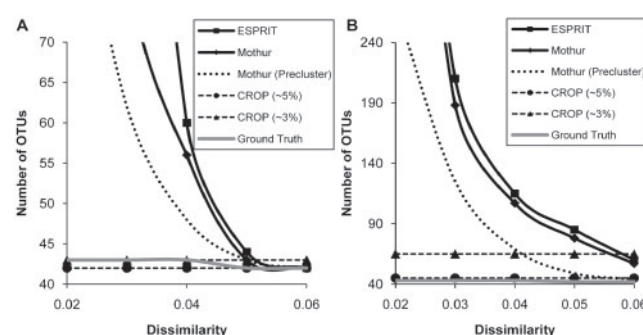 A
B
ESPRIT
Mothur
Mothur (Precluster)
CROP (~5%)
CROP (~3%)
Ground Truth
Number of OTUs
70
65
60
55
50
45
40
0.02 0.03 0.04 0.05 0.06
Dissimilarity
ESPRIT
Mothur
Mothur (Precluster)
CROP (~5%)
CROP (~3%)
Ground Truth
Number of OTUs
240
190
140
90
40
0.02 0.03 0.04 0.05 0.06
Dissimilarity